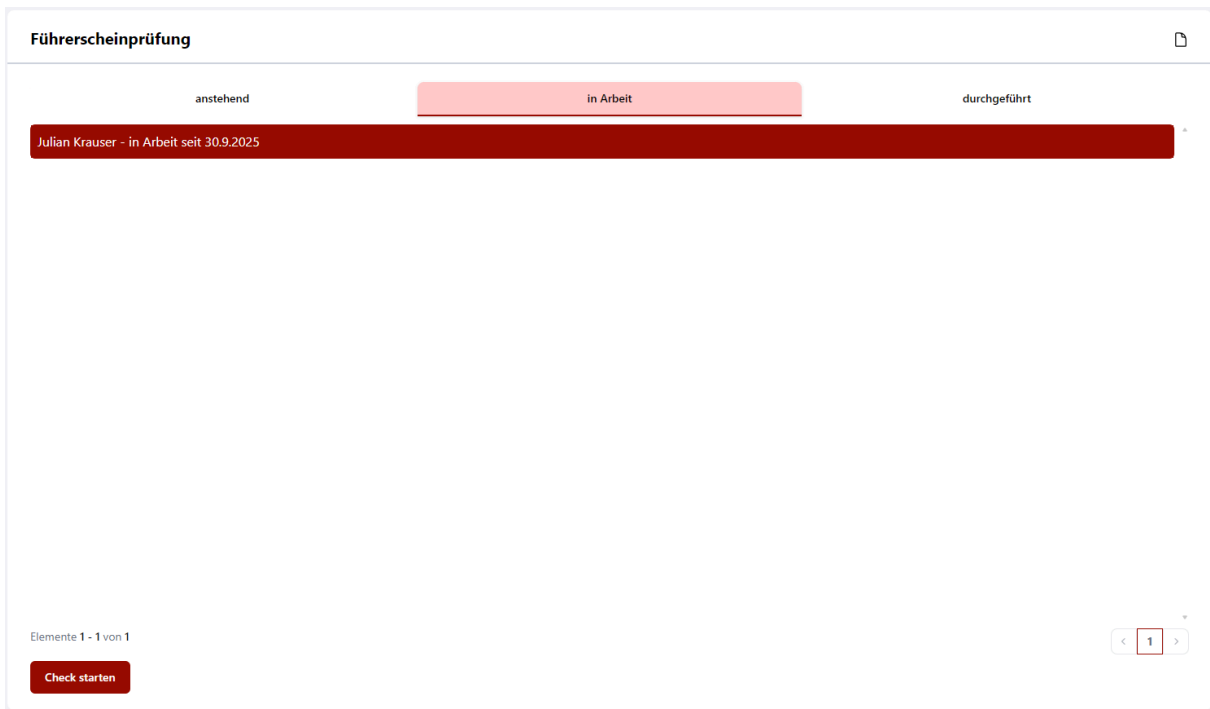 Führerscheinprüfung
anstehend
in Arbeit
durchgeführt
Julian Krauser - in Arbeit seit 30.9.2025
Elemente 1 - 1 von 1
< 1 >
Check starten